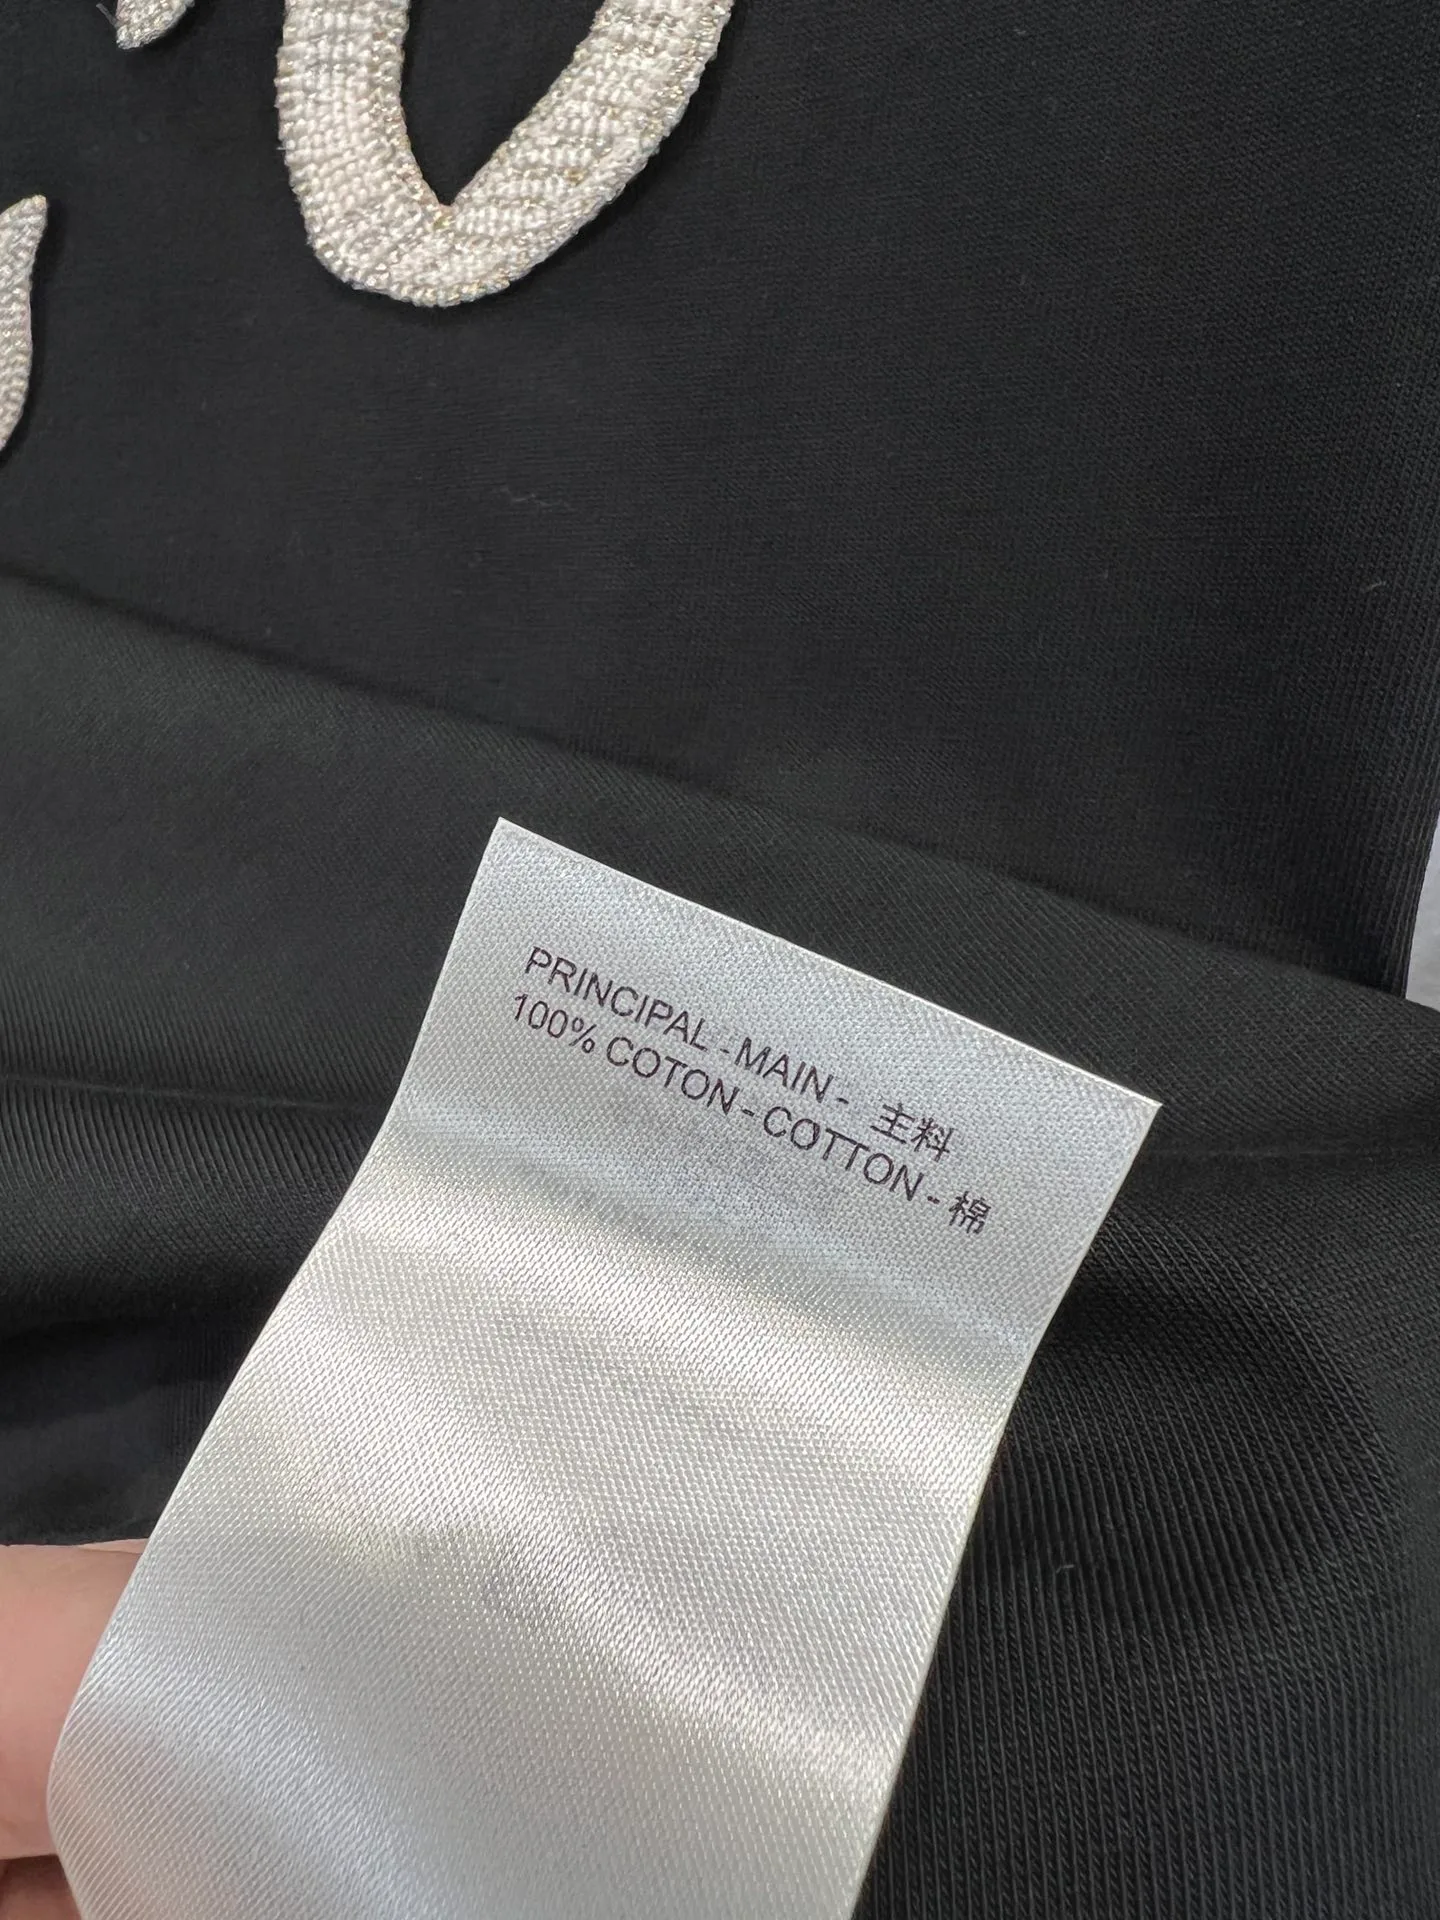 PRINCIPAL - MAIN - 主料
100% COTON - COTTON - 棉